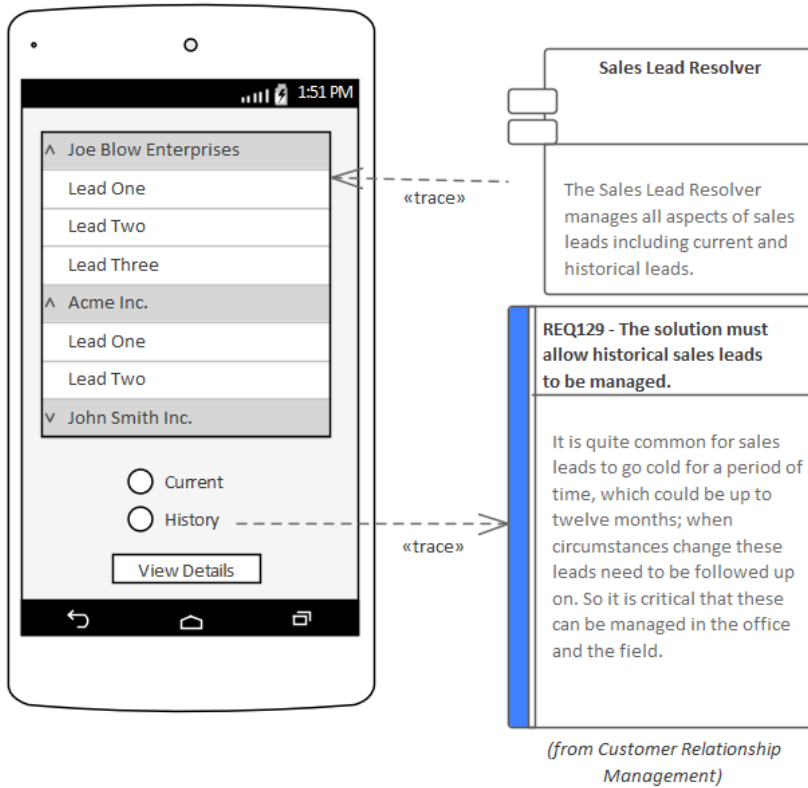 1:51 PM
^ Joe Blow Enterprises
Lead One
Lead Two
Lead Three
^ Acme Inc.
Lead One
Lead Two
v John Smith Inc.
Current
History
View Details
«trace»
«trace»
Sales Lead Resolver
The Sales Lead Resolver
manages all aspects of sales
leads including current and
historical leads.
REQ129 - The solution must
allow historical sales leads
to be managed.
It is quite common for sales
leads to go cold for a period of
time, which could be up to
twelve months; when
circumstances change these
leads need to be followed up
on. So it is critical that these
can be managed in the office
and the field.
(from Customer Relationship
Management)